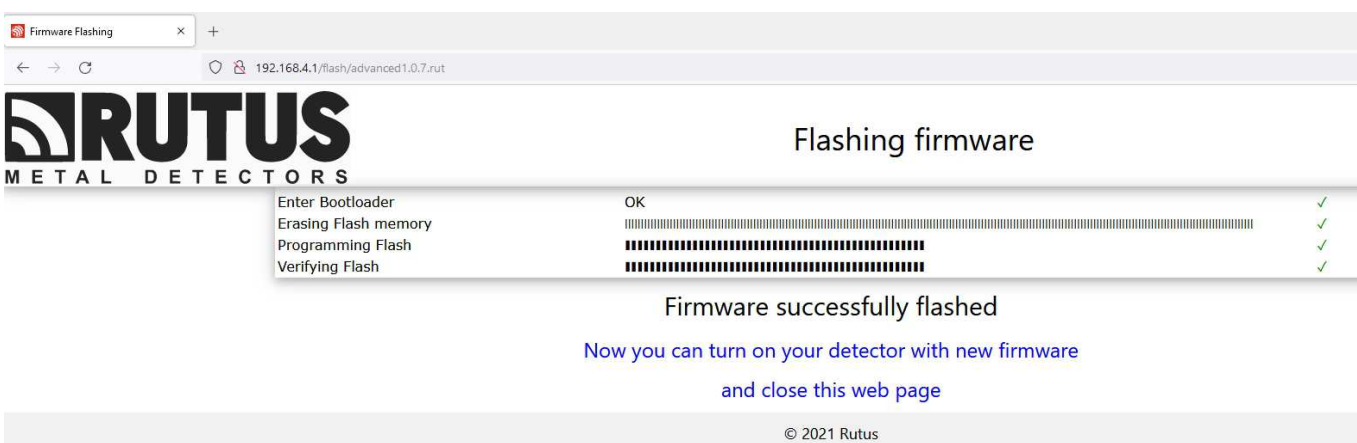 Firmware Flashing
192.168.4.1/flash/advanced1.0.7.rut
RUTUS
METAL DETECTORS
Flashing firmware
Enter Bootloader OK ✓
Erasing Flash memory ✓
Programming Flash ✓
Verifying Flash ✓
Firmware successfully flashed
Now you can turn on your detector with new firmware
and close this web page
© 2021 Rutus